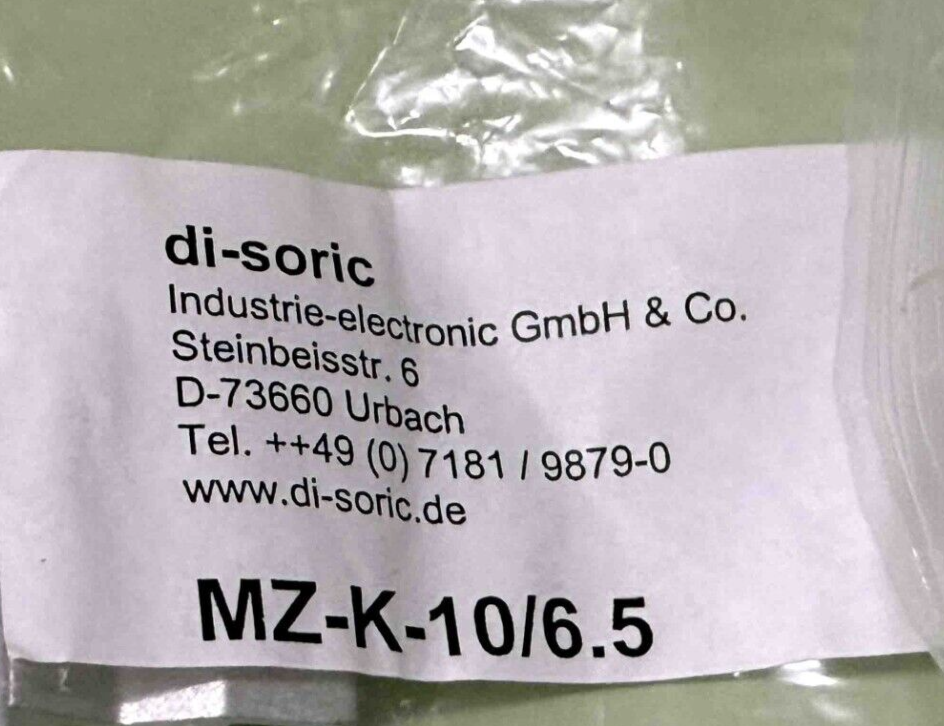 di-soric
Industrie-electronic GmbH & Co.
Steinbeisstr. 6
D-73660 Urbach
Tel. ++49 (0) 7181 / 9879-0
www.di-soric.de
MZ-K-10/6.5